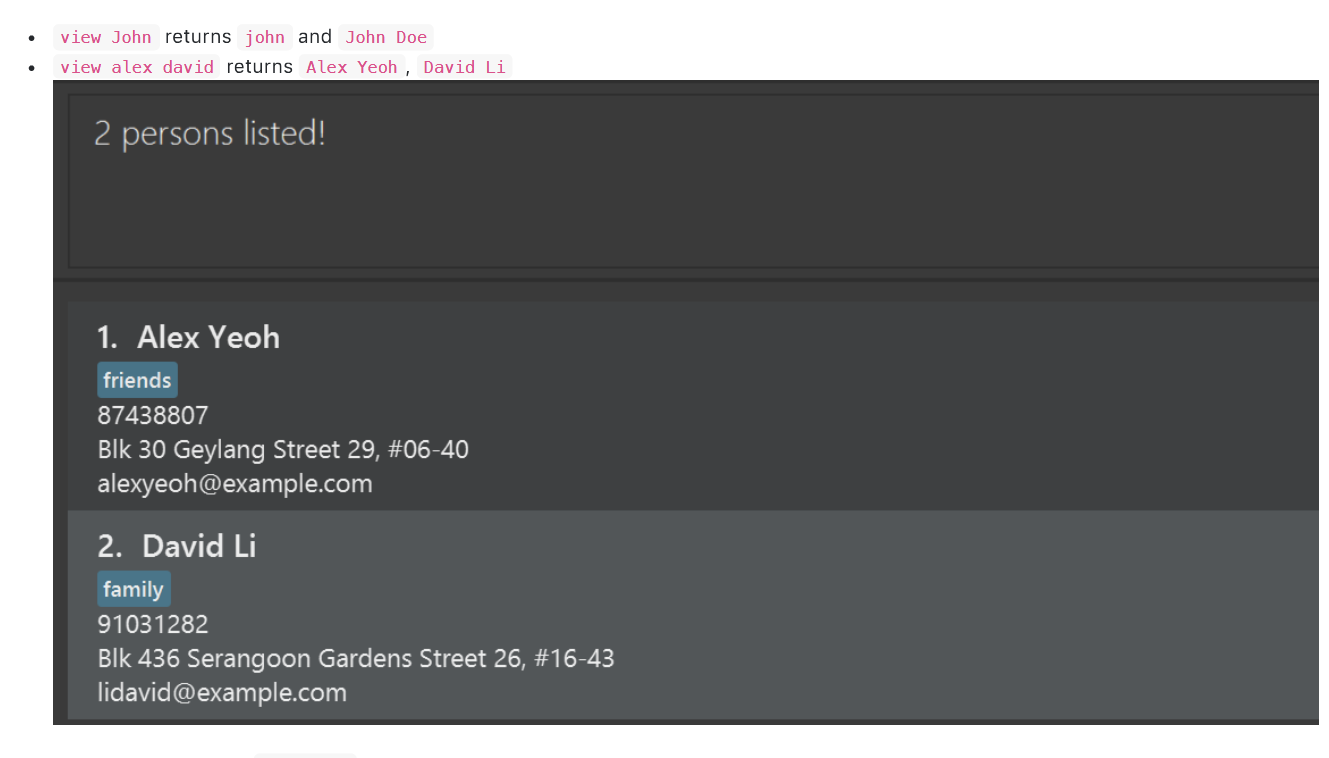 view John returns john and John Doe
view alex david returns Alex Yeoh, David Li
2 persons listed!
1. Alex Yeoh
friends
87438807
Blk 30 Geylang Street 29, #06-40
alexyeoh@example.com
2. David Li
family
91031282
Blk 436 Serangoon Gardens Street 26, #16-43
lidavid@example.com